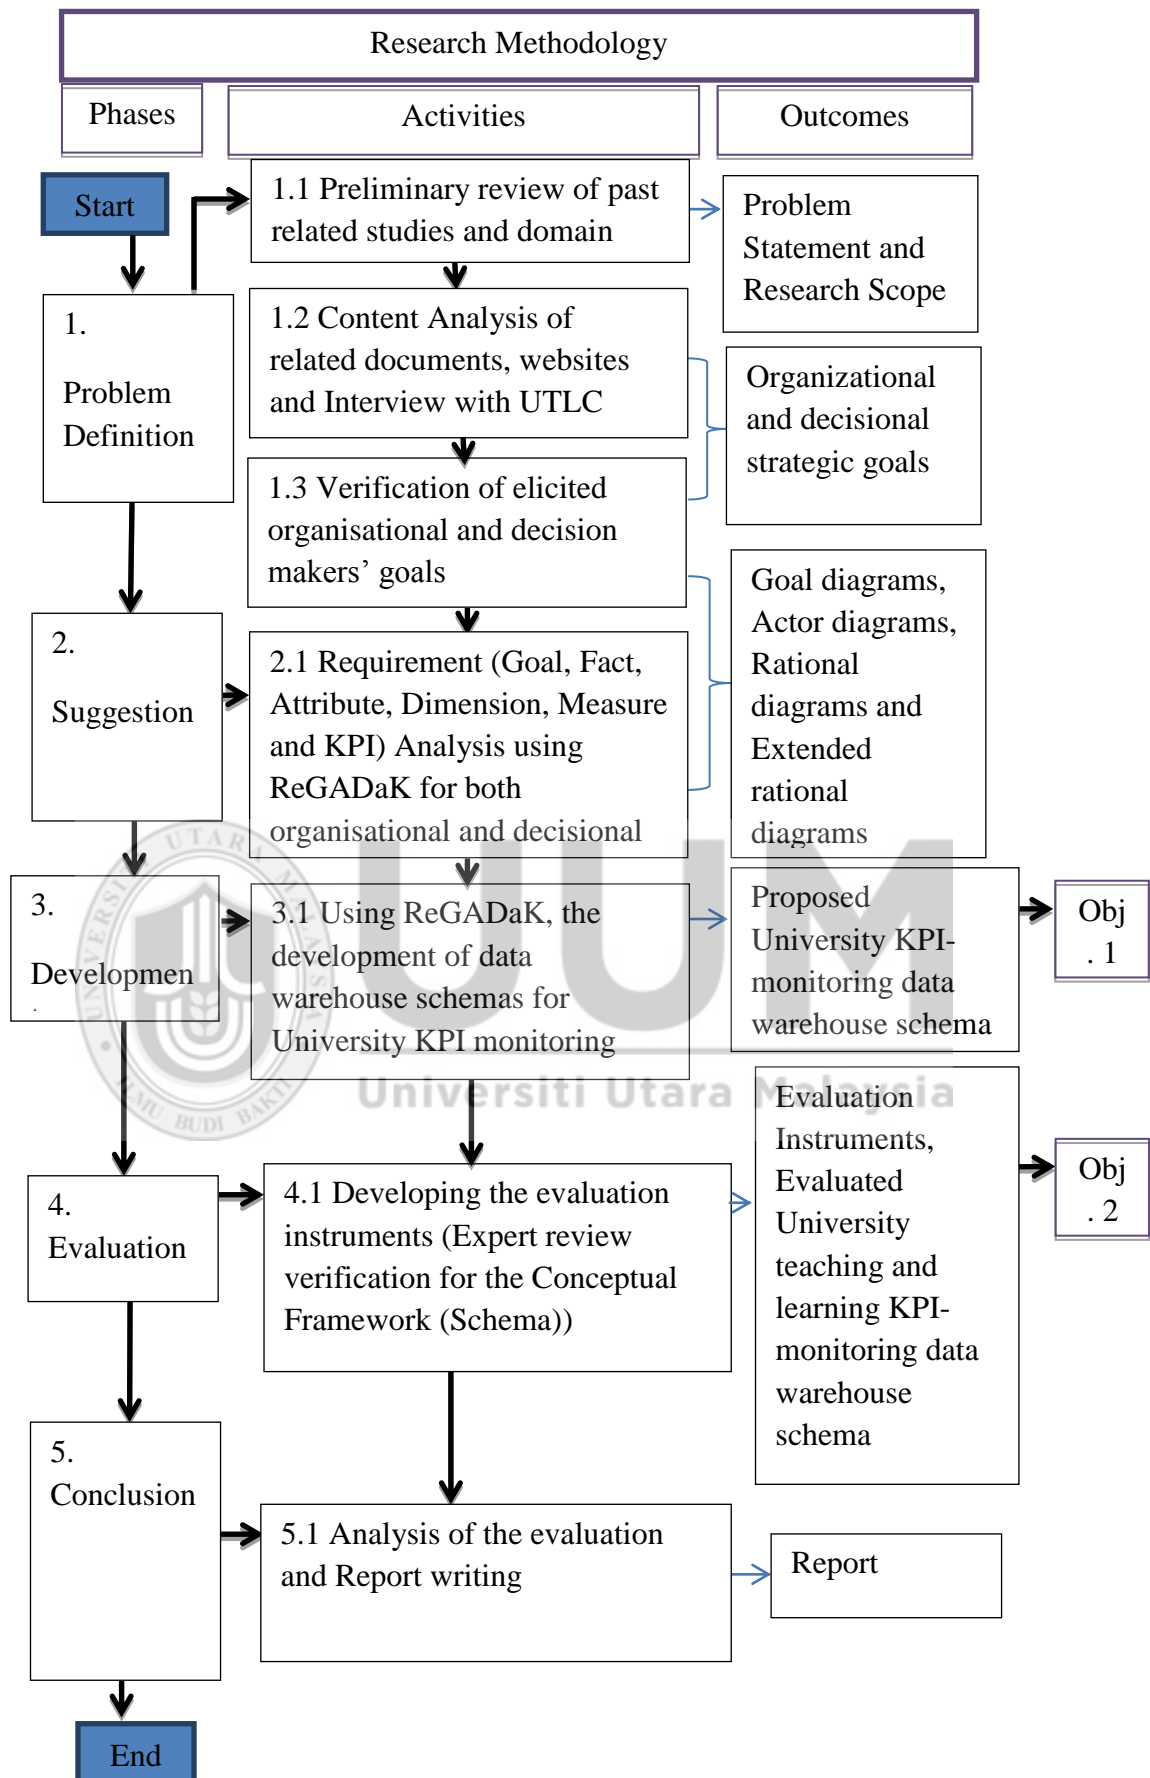 Research Methodology
Phases
Activities
Outcomes
Start
1.1 Preliminary review of past
related studies and domain
Problem
Statement and
Research Scope
1.
Problem
Definition
1.2 Content Analysis of
related documents, websites
and Interview with UTLC
Organizational
and decisional
strategic goals
1.3 Verification of elicited
organisational and decision
makers’ goals
2.
Suggestion
2.1 Requirement (Goal, Fact,
Attribute, Dimension, Measure
and KPI) Analysis using
ReGADaK for both
organisational and decisional
Goal diagrams,
Actor diagrams,
Rational
diagrams and
Extended
rational
diagrams
3.
Developmen
3.1 Using ReGADaK, the
development of data
warehouse schemas for
University KPI monitoring
Proposed
University KPI-
monitoring data
warehouse schema
Obj
. 1
UUM
Universiti Utara Malaysia
UNIVERSITI UTARA MALAYSIA
ILMU BUDI BAKTI
4.
Evaluation
4.1 Developing the evaluation
instruments (Expert review
verification for the Conceptual
Framework (Schema))
Evaluation
Instruments,
Evaluated
University
teaching and
learning KPI-
monitoring data
warehouse
schema
Obj
. 2
5.
Conclusion
5.1 Analysis of the evaluation
and Report writing
Report
End